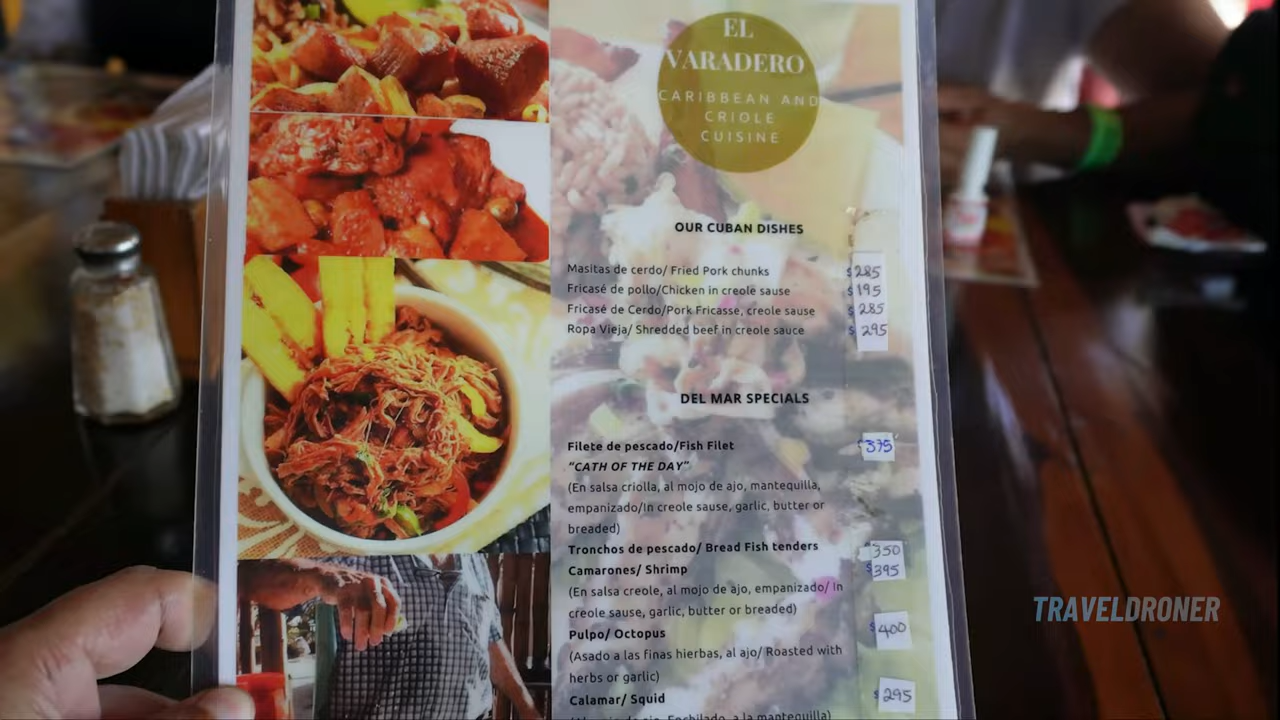 EL
VARADERO
CARIBBEAN AND
CRIOLE
CUISINE
OUR CUBAN DISHES
Masitas de cerdo/ Fried Pork chunks $285
Fricasé de pollo/Chicken in creole sause $195
Fricasé de Cerdo/Pork Fricasse, creole sause $285
Ropa Vieja/ Shredded beef in creole sauce $295
DEL MAR SPECIALS
Filete de pescado/Fish Filet $375
"CATH OF THE DAY"
(En salsa criolla, al mojo de ajo, mantequilla,
empanizado/In creole sause, garlic, butter or
breaded)
Tronchos de pescado/ Bread Fish tenders $350
Camarones/ Shrimp $395
(En salsa creole, al mojo de ajo, empanizado/ In
creole sause, garlic, butter or breaded)
Pulpo/ Octopus $400
(Asado a las finas hierbas, al ajo/ Roasted with
herbs or garlic)
Calamar/ Squid $295
TRAVELDRONER